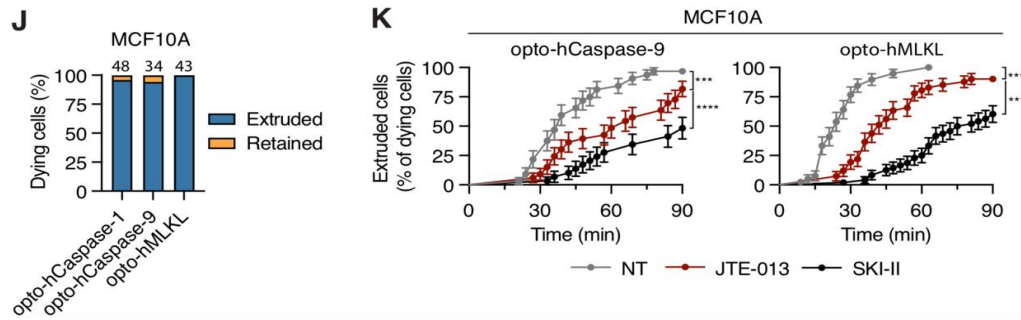 J
MCF10A
48 34 43
Dying cells (%)
100
75
50
25
0
opto-hCaspase-1
opto-hCaspase-9
opto-hMLKL
Extruded
Retained
K
MCF10A
opto-hCaspase-9
Extruded cells
(% of dying cells)
100
75
50
25
0
0 30 60 90
Time (min)
***
****
opto-hMLKL
100
75
50
25
0
0 30 60 90
Time (min)
NT JTE-013 SKI-II